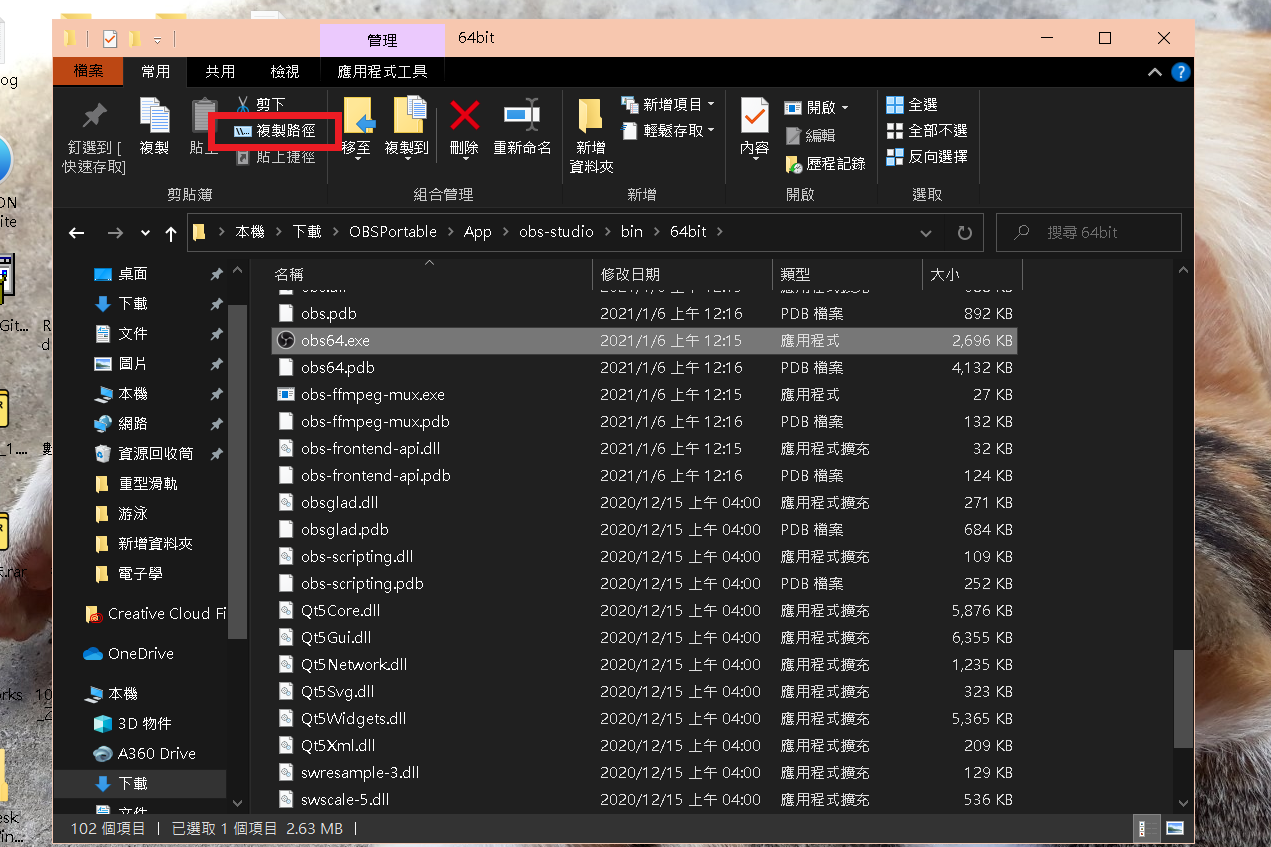 管理
64bit
檔案
常用
共用
檢視
應用程式工具
釘選到 [
快速存取]
複製
剪下
複製路徑
貼上捷徑
移至
複製到
刪除
重新命名
新增
資料夾
新增項目
輕鬆存取
內容
開啟
編輯
歷程記錄
全選
全部不選
反向選擇
剪貼簿
組合管理
新增
開啟
選取
本機
下載
OBSPortable
App
obs-studio
bin
64bit
搜尋 64bit
桌面
下載
文件
圖片
本機
網路
資源回收筒
重型滑軌
游泳
新增資料夾
電子學
Creative Cloud Fi
OneDrive
本機
3D 物件
A360 Drive
下載
名稱 修改日期 類型 大小
obs.pdb 2021/1/6 上午 12:16 PDB 檔案 892 KB
obs64.exe 2021/1/6 上午 12:15 應用程式 2,696 KB
obs64.pdb 2021/1/6 上午 12:16 PDB 檔案 4,132 KB
obs-ffmpeg-mux.exe 2021/1/6 上午 12:15 應用程式 27 KB
obs-ffmpeg-mux.pdb 2021/1/6 上午 12:16 PDB 檔案 132 KB
obs-frontend-api.dll 2021/1/6 上午 12:15 應用程式擴充 32 KB
obs-frontend-api.pdb 2021/1/6 上午 12:16 PDB 檔案 124 KB
obsglad.dll 2020/12/15 上午 04:00 應用程式擴充 271 KB
obsglad.pdb 2020/12/15 上午 04:00 PDB 檔案 684 KB
obs-scripting.dll 2020/12/15 上午 04:00 應用程式擴充 109 KB
obs-scripting.pdb 2020/12/15 上午 04:00 PDB 檔案 252 KB
Qt5Core.dll 2020/12/15 上午 04:00 應用程式擴充 5,876 KB
Qt5Gui.dll 2020/12/15 上午 04:00 應用程式擴充 6,355 KB
Qt5Network.dll 2020/12/15 上午 04:00 應用程式擴充 1,235 KB
Qt5Svg.dll 2020/12/15 上午 04:00 應用程式擴充 323 KB
Qt5Widgets.dll 2020/12/15 上午 04:00 應用程式擴充 5,365 KB
Qt5Xml.dll 2020/12/15 上午 04:00 應用程式擴充 209 KB
swresample-3.dll 2020/12/15 上午 04:00 應用程式擴充 129 KB
swscale-5.dll 2020/12/15 上午 04:00 應用程式擴充 536 KB
102 個項目 | 已選取 1 個項目 2.63 MB |